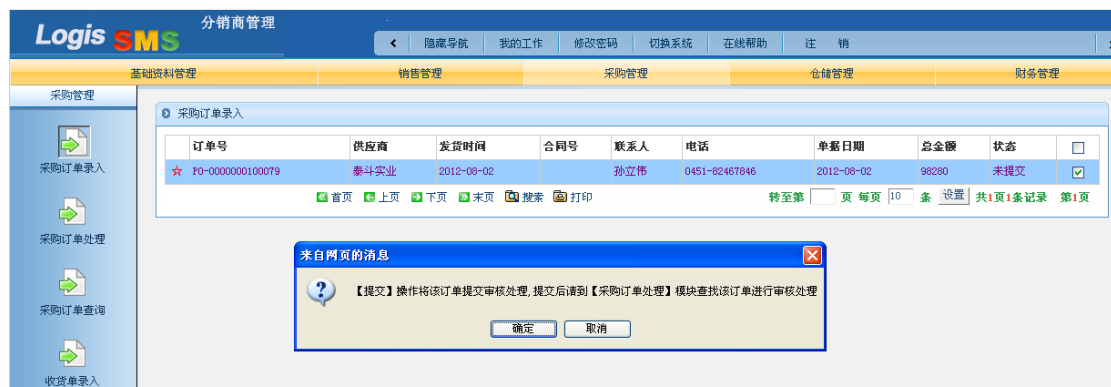 Logis SMS 分销商管理
隐藏导航 我的工作 修改密码 切换系统 在线帮助 注 销
基础资料管理 销售管理 采购管理 仓储管理 财务管理
采购管理
采购订单录入
订单号 供应商 发货时间 合同号 联系人 电话 单据日期 总金额 状态
PO-0000000100079 泰斗实业 2012-08-02 孙立伟 0451-82467846 2012-08-02 98280 未提交
首页 上页 下页 末页 搜索 打印 转至第 页 每页 10 条 设置 共1页1条记录 第1页
采购订单录入
采购订单处理
采购订单查询
收货单录入
来自网页的消息
【提交】操作将该订单提交审核处理,提交后请到【采购订单处理】模块查找该订单进行审核处理
确定 取消